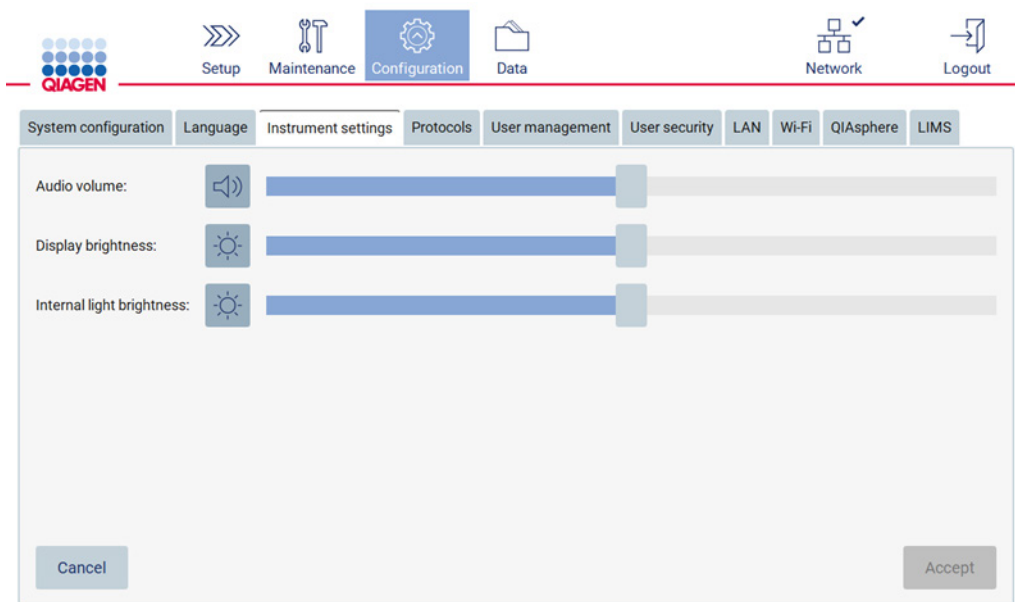 QIAGEN
Setup
Maintenance
Configuration
Data
Network
Logout
System configuration
Language
Instrument settings
Protocols
User management
User security
LAN
Wi-Fi
QIAsphere
LIMS
Audio volume:
Display brightness:
Internal light brightness:
Cancel
Accept